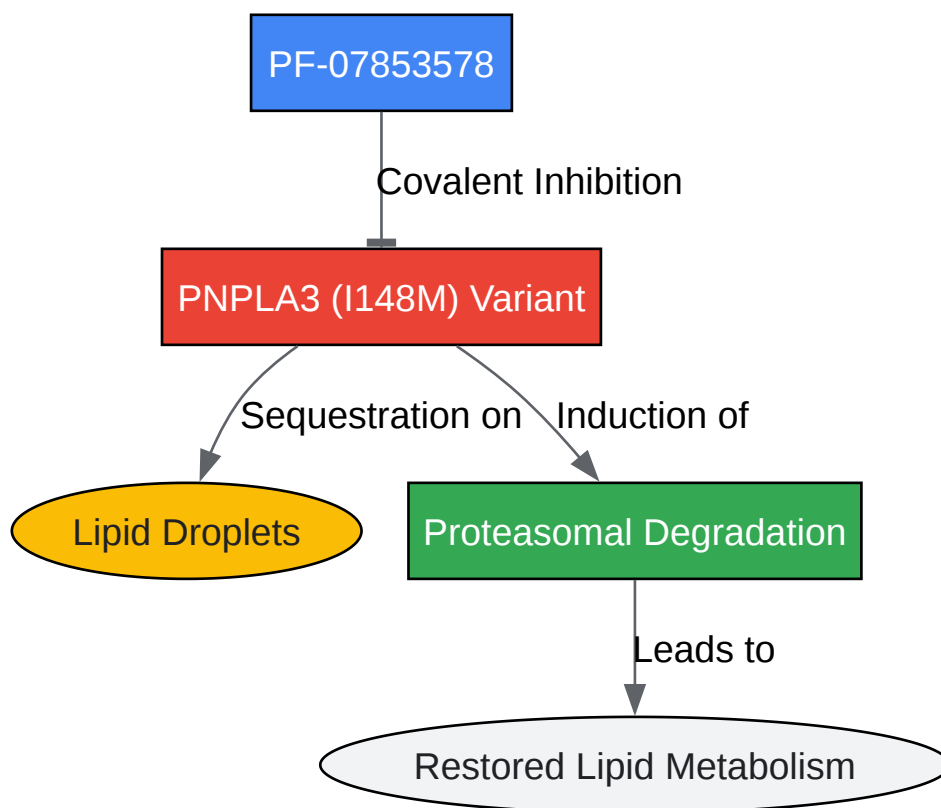 PF-07853578
Covalent Inhibition
PNPLA3 (I148M) Variant
Sequestration on
Induction of
Lipid Droplets
Proteasomal Degradation
Leads to
Restored Lipid Metabolism